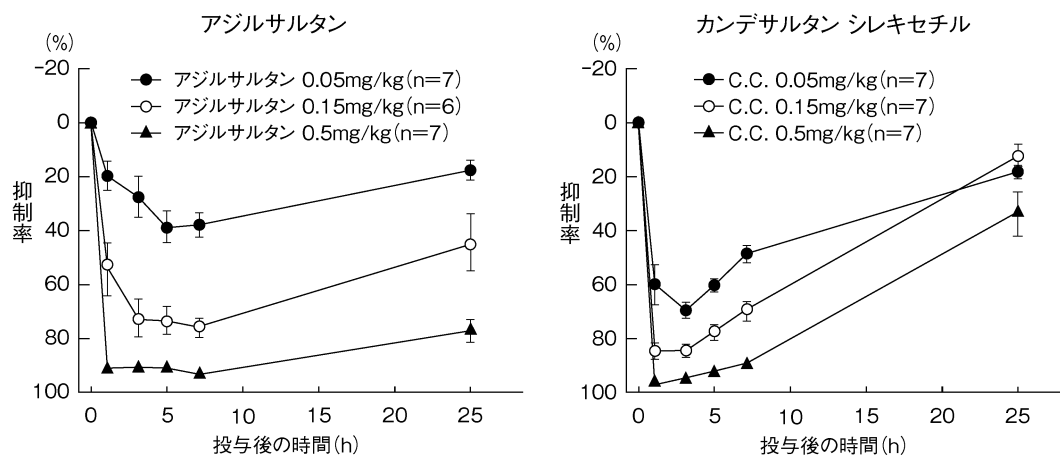 アジルサルタン
(%)
アジルサルタン 0.05mg/kg(n=7)
アジルサルタン 0.15mg/kg(n=6)
アジルサルタン 0.5mg/kg(n=7)
-20
0
20
40
60
80
100
抑制率
0 5 10 15 20 25
投与後の時間(h)
カンデサルタン シレキセチル
(%)
C.C. 0.05mg/kg(n=7)
C.C. 0.15mg/kg(n=7)
C.C. 0.5mg/kg(n=7)
-20
0
20
40
60
80
100
抑制率
0 5 10 15 20 25
投与後の時間(h)